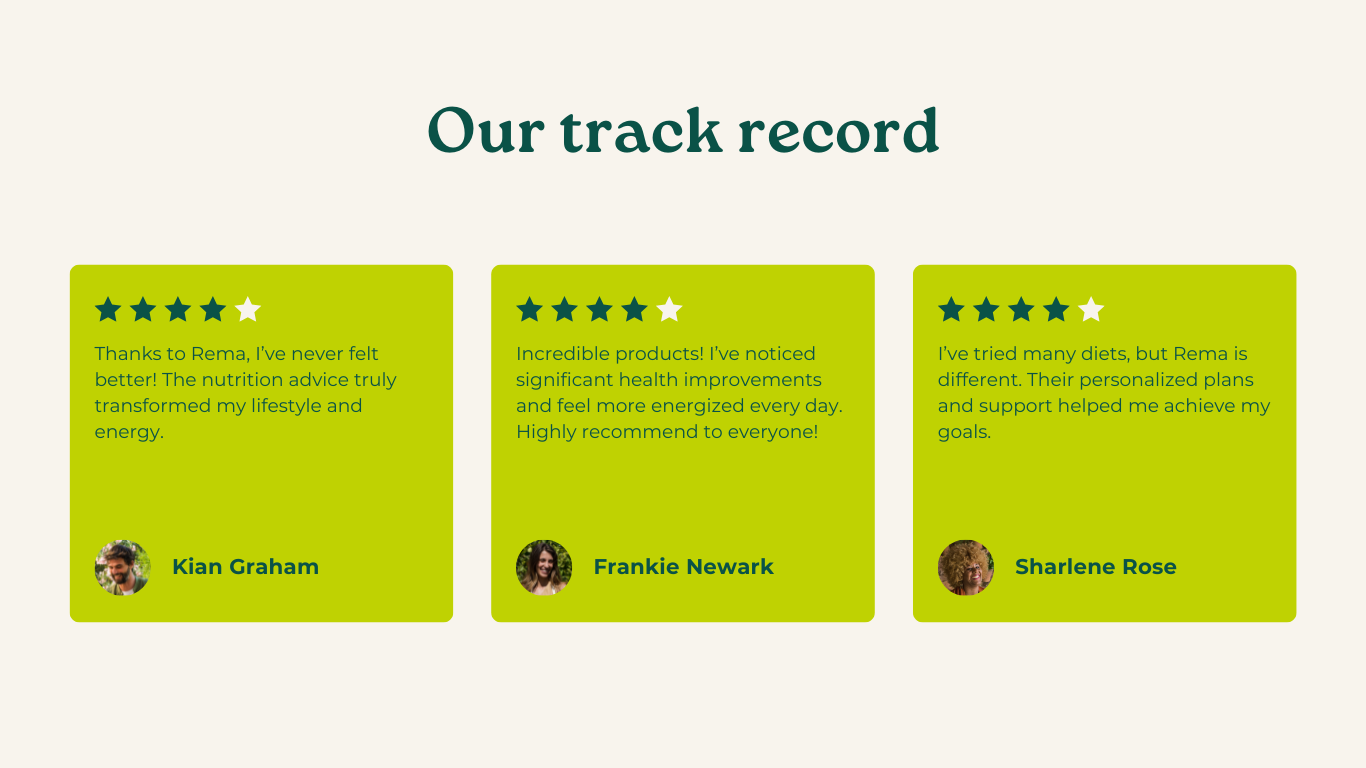 Our track record
Thanks to Rema, I’ve never felt
better! The nutrition advice truly
transformed my lifestyle and
energy.
Kian Graham
Incredible products! I’ve noticed
significant health improvements
and feel more energized every day.
Highly recommend to everyone!
Frankie Newark
I’ve tried many diets, but Rema is
different. Their personalized plans
and support helped me achieve my
goals.
Sharlene Rose